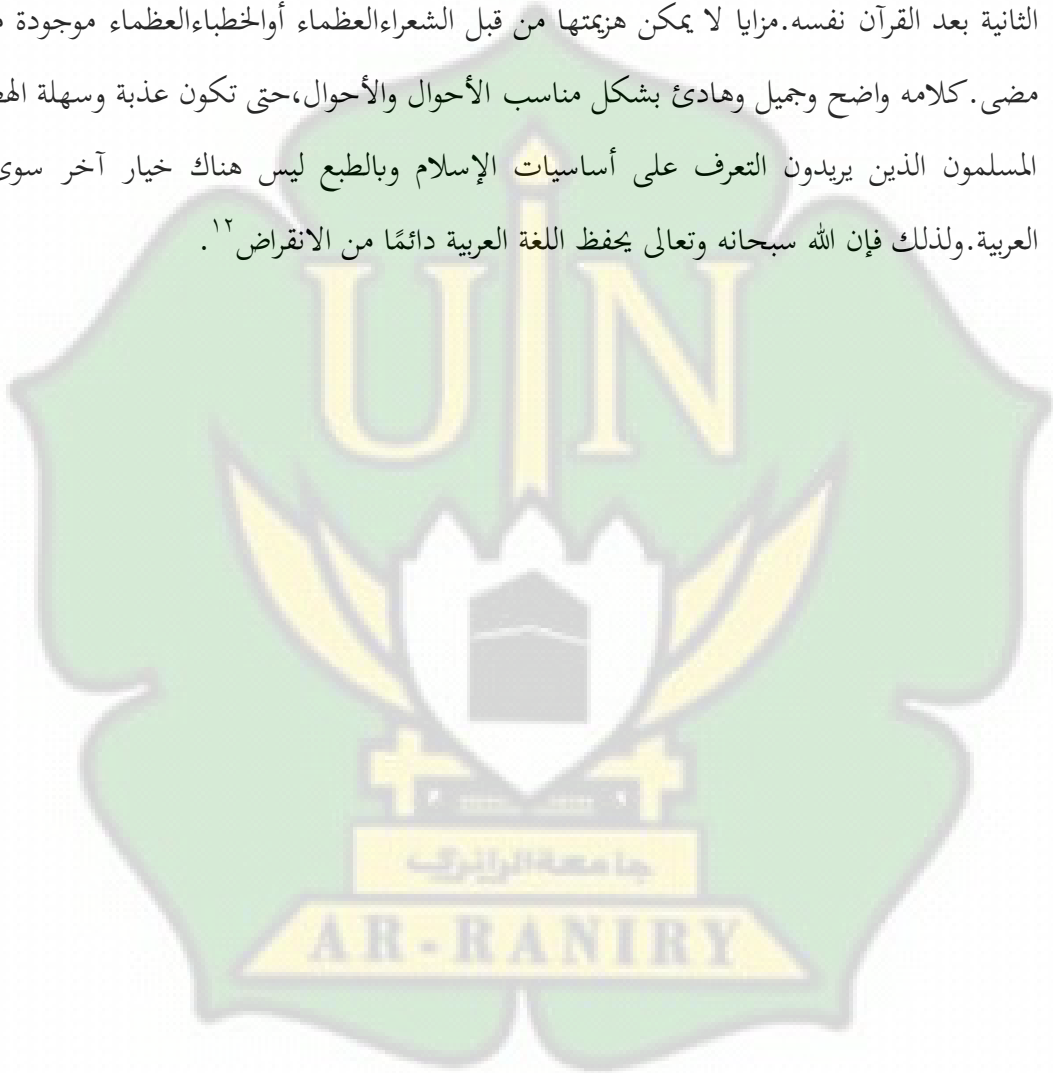 الثانية بعد القرآن نفسه.مزايا لا يمكن هزيمتها من قبل الشعراءالعظماء أوالخطباءالعظماء موجودة
مضى.كلامه واضح وجميل وهادئ بشكل مناسب الأحوال والأحوال،حتى تكون عذبة وسهلة
المسلمون الذين يريدون التعرف على أساسيات الإسلام وبالطبع ليس هناك خيار آخر سوى
العربية.ولذلك فإن الله سبحانه وتعالى يحفظ اللغة العربية دائمًا من الانقراض١٢.
UIN
جامعةالرانري
AR-RANIRY